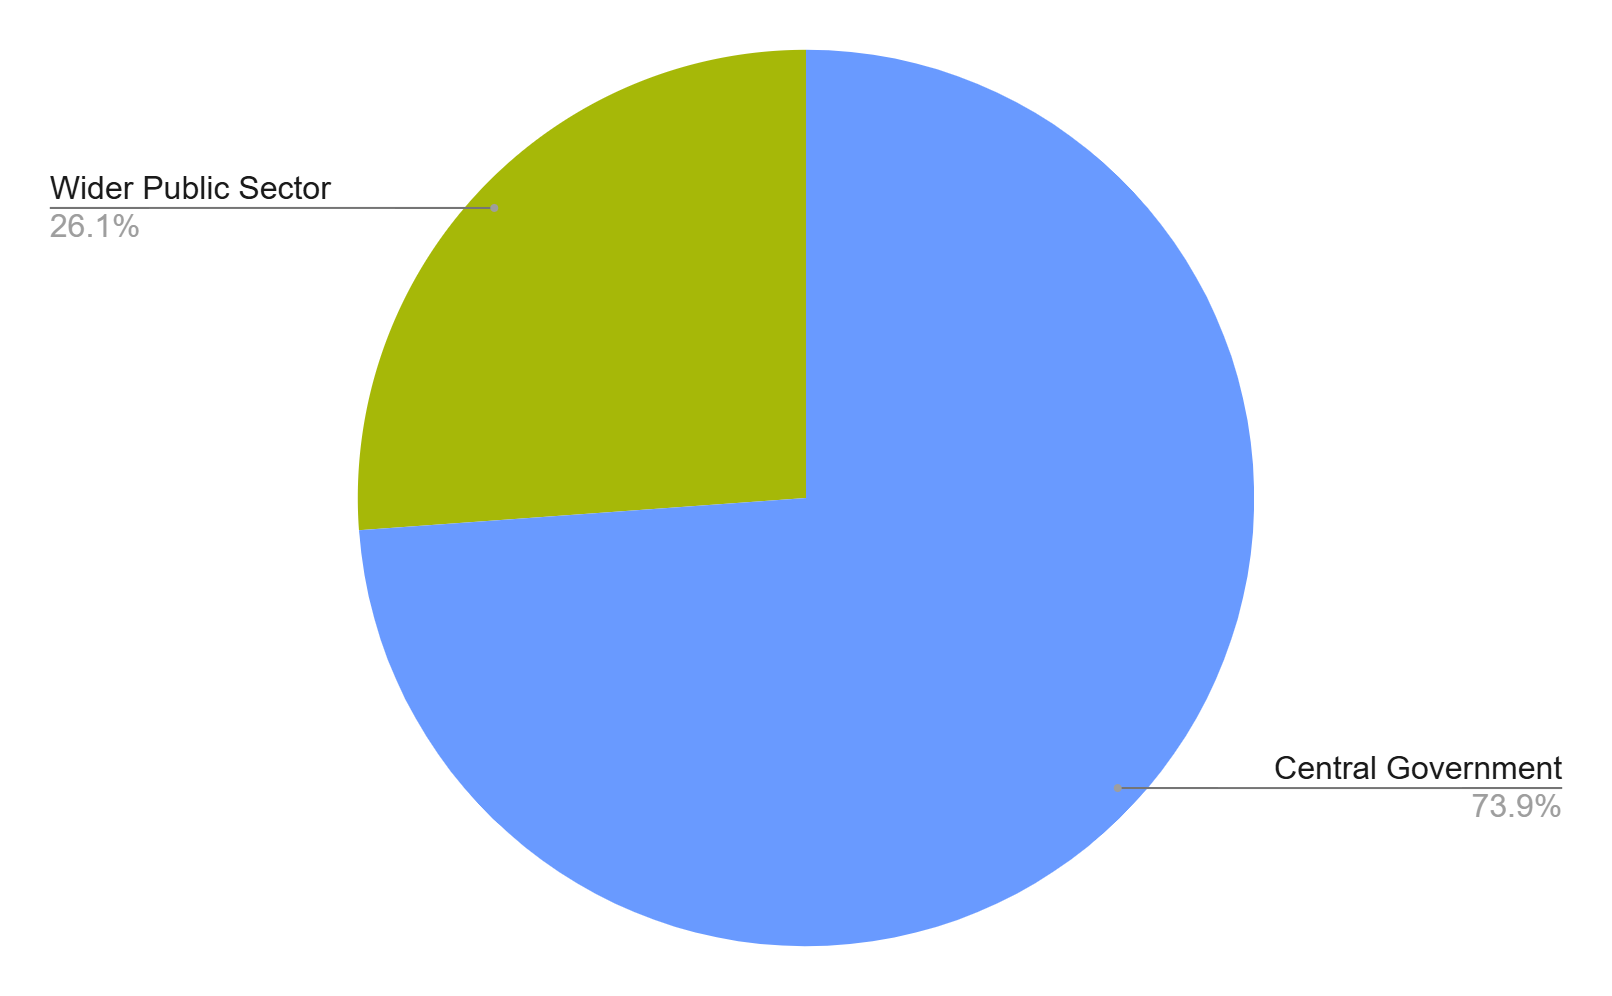 Wider Public Sector
26.1%
Central Government
73.9%